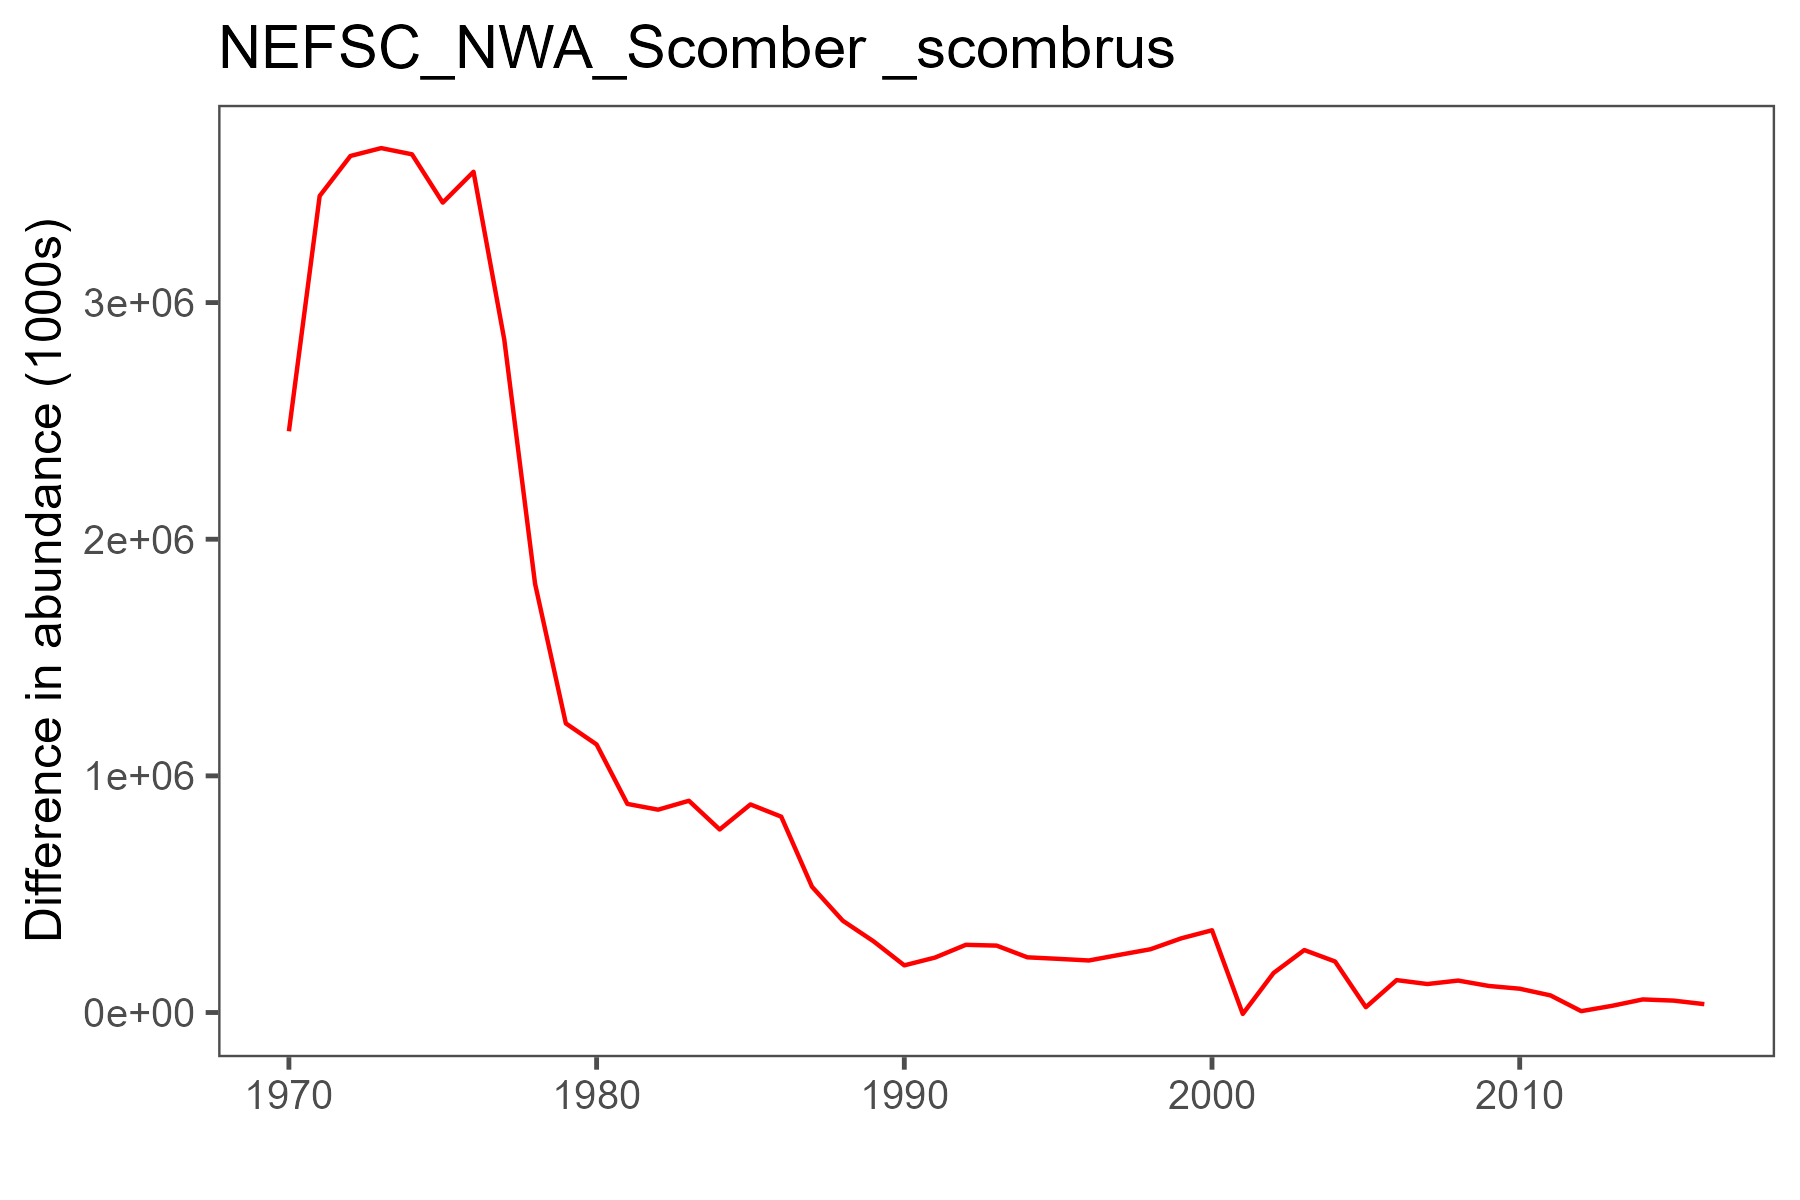 NEFSC_NWA_Scomber _scombrus
Difference in abundance (1000s)
3e+06
2e+06
1e+06
0e+00
1970 1980 1990 2000 2010